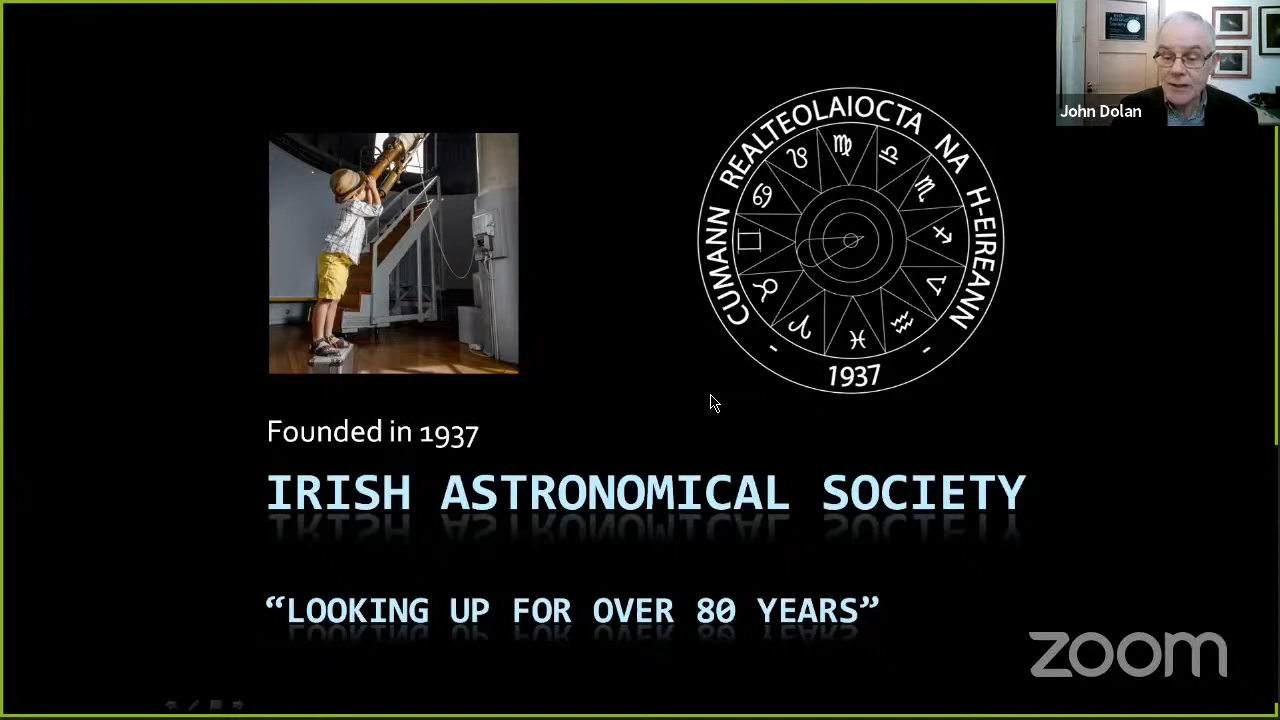 John Dolan
CUMANN REALTEOLAIOCTA NA H-EIREANN
- 1937 -
Founded in 1937
IRISH ASTRONOMICAL SOCIETY
“LOOKING UP FOR OVER 80 YEARS”
zoom